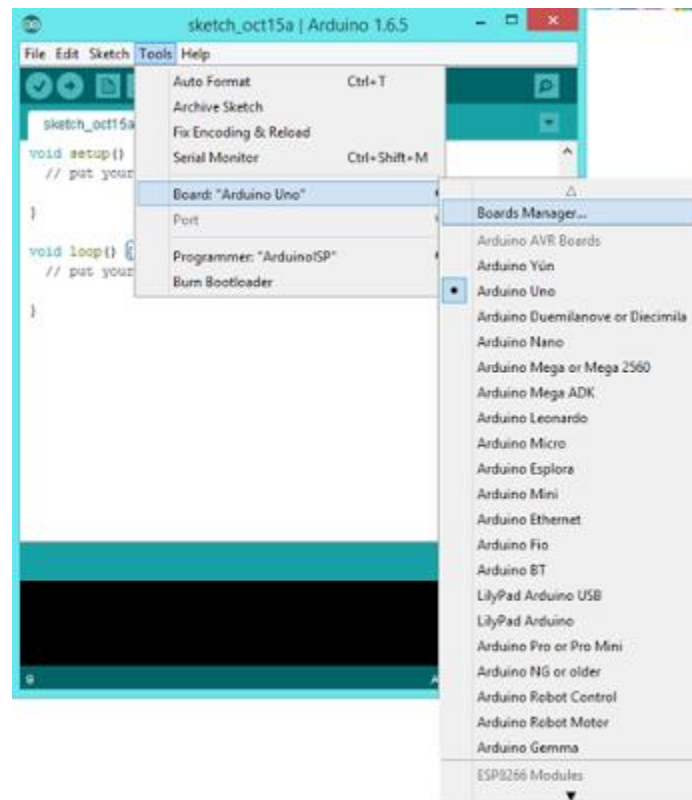 sketch_oct15a | Arduino 1.6.5
File Edit Sketch Tools Help
Auto Format Ctrl+T
Archive Sketch
Fix Encoding & Reload
Serial Monitor Ctrl+Shift+M
Board: "Arduino Uno"
Port
Programmer: "ArduinoISP"
Burn Bootloader
sketch_oct15a
void setup()
// put your
}
void loop() {
// put your
}
9
Boards Manager...
Arduino AVR Boards
Arduino Yún
Arduino Uno
Arduino Duemilanove or Diecimila
Arduino Nano
Arduino Mega or Mega 2560
Arduino Mega ADK
Arduino Leonardo
Arduino Micro
Arduino Esplora
Arduino Mini
Arduino Ethernet
Arduino Fio
Arduino BT
LilyPad Arduino USB
LilyPad Arduino
Arduino Pro or Pro Mini
Arduino NG or older
Arduino Robot Control
Arduino Robot Motor
Arduino Gemma
ESP8266 Modules